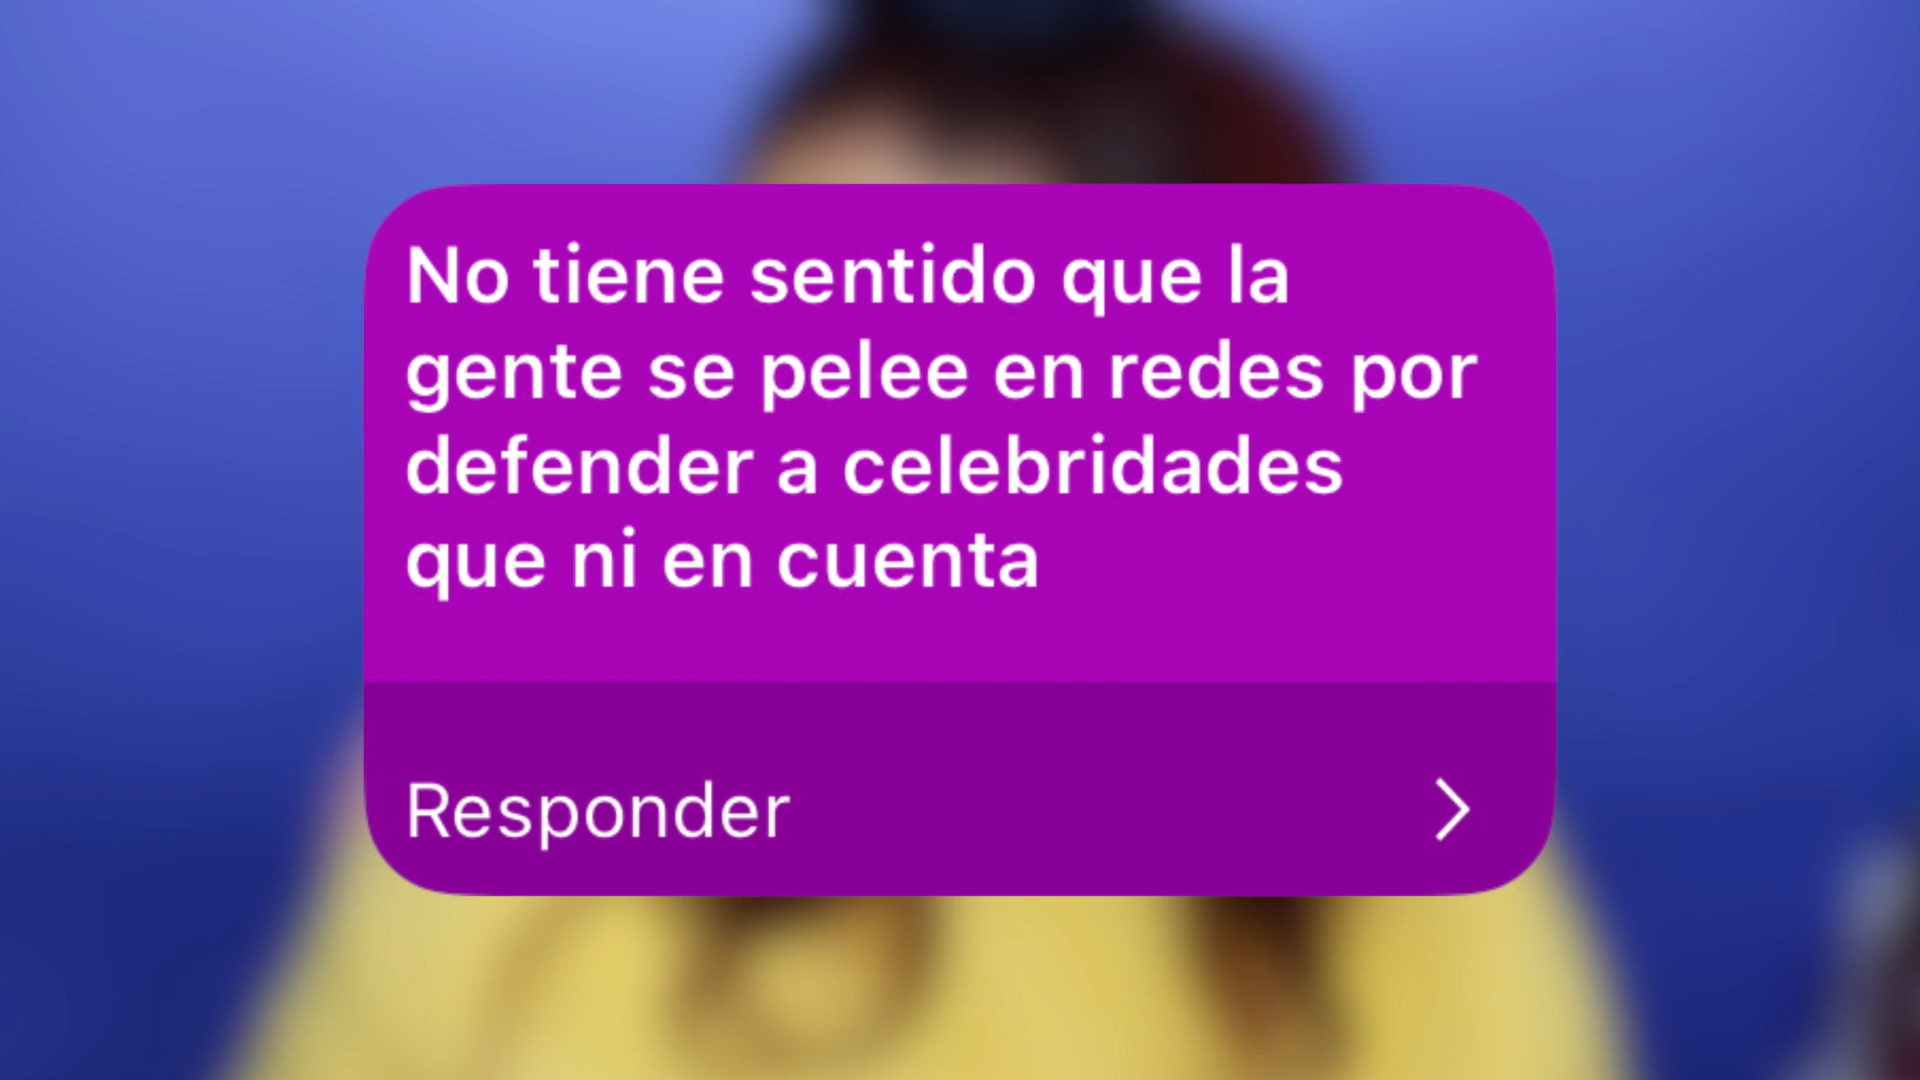 No tiene sentido que la
gente se pelee en redes por
defender a celebridades
que ni en cuenta
Responder